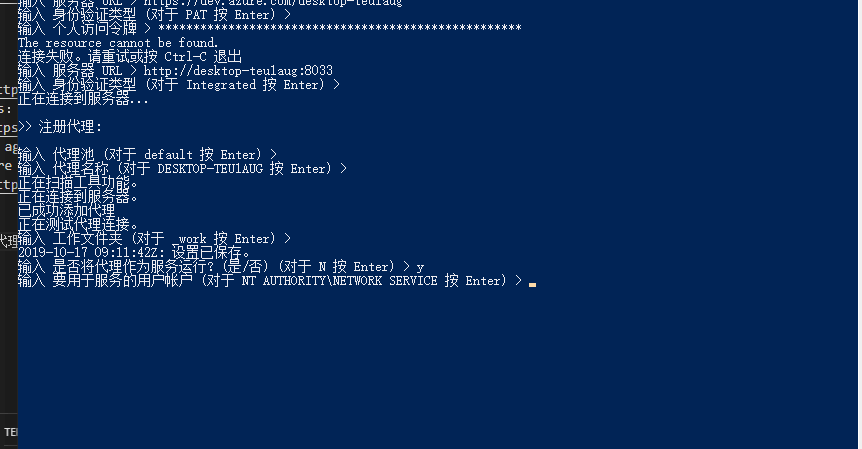 输入 服务器 URL > https://dev.azure.com/desktop-teulaug
输入 身份验证类型 (对于 PAT 按 Enter) >
输入 个人访问令牌 > ****************************************************
The resource cannot be found.
连接失败。请重试或按 Ctrl-C 退出
输入 服务器 URL > http://desktop-teulaug:8033
输入 身份验证类型 (对于 Integrated 按 Enter) >
正在连接到服务器...
>> 注册代理:
输入 代理池 (对于 default 按 Enter) >
输入 代理名称 (对于 DESKTOP-TEU1AUG 按 Enter) >
正在扫描工具功能。
正在连接到服务器。
已成功添加代理
正在测试代理连接。
输入 工作文件夹 (对于 _work 按 Enter) >
2019-10-17 09:11:42Z: 设置已保存。
输入 是否将代理作为服务运行? (是/否) (对于 N 按 Enter) > y
输入 要用于服务的用户帐户 (对于 NT AUTHORITY\NETWORK SERVICE 按 Enter) >